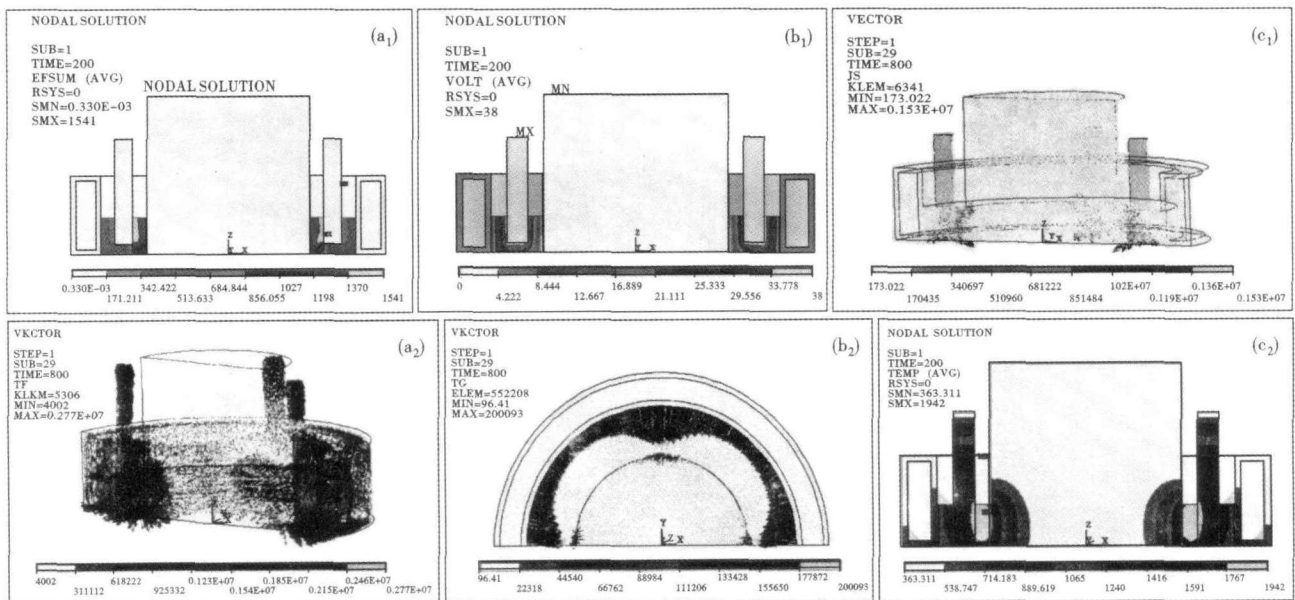 NODAL SOLUTION
(a1)
SUB=1
TIME=200
EFSUM (AVG)
RSYS=0
SMN=0.330E-03
SMX=1541
NODAL SOLUTION
Z
X
0.330E-03 342.422 684.844 1027 1370
171.211 513.633 856.055 1198 1541
NODAL SOLUTION
(b1)
SUB=1
TIME=200
VOLT (AVG)
RSYS=0
SMX=38
MN
MX
Z
X
0 8.444 16.889 25.333 33.778
4.222 12.667 21.111 29.556 38
VECTOR
(c1)
STEP=1
SUB=29
TIME=800
JS
KLEM=6341
MIN=173.022
MAX=0.153E+07
Z
Y X
173.022 340697 681222 102E+07 0.136E+07
170435 510960 851484 0.119E+07 0.153E+07
VKCTOR
(a2)
STEP=1
SUB=29
TIME=800
TF
KLKM=5306
MIN=4002
MAX=0.277E+07
4002 618222 0.123E+07 0.185E+07 0.246E+07
311112 925332 0.154E+07 0.215E+07 0.277E+07
VKCTOR
(b2)
STEP=1
SUB=29
TIME=800
TG
ELEM=552208
MIN=96.41
MAX=200093
Y
Z X
96.41 44540 88984 133428 177872
22318 66762 111206 155650 200093
NODAL SOLUTION
(c2)
SUB=1
TIME=200
TEMP (AVG)
RSYS=0
SMN=363.311
SMX=1942
Z
X
363.311 714.183 1065 1416 1767
538.747 889.619 1240 1591 1942